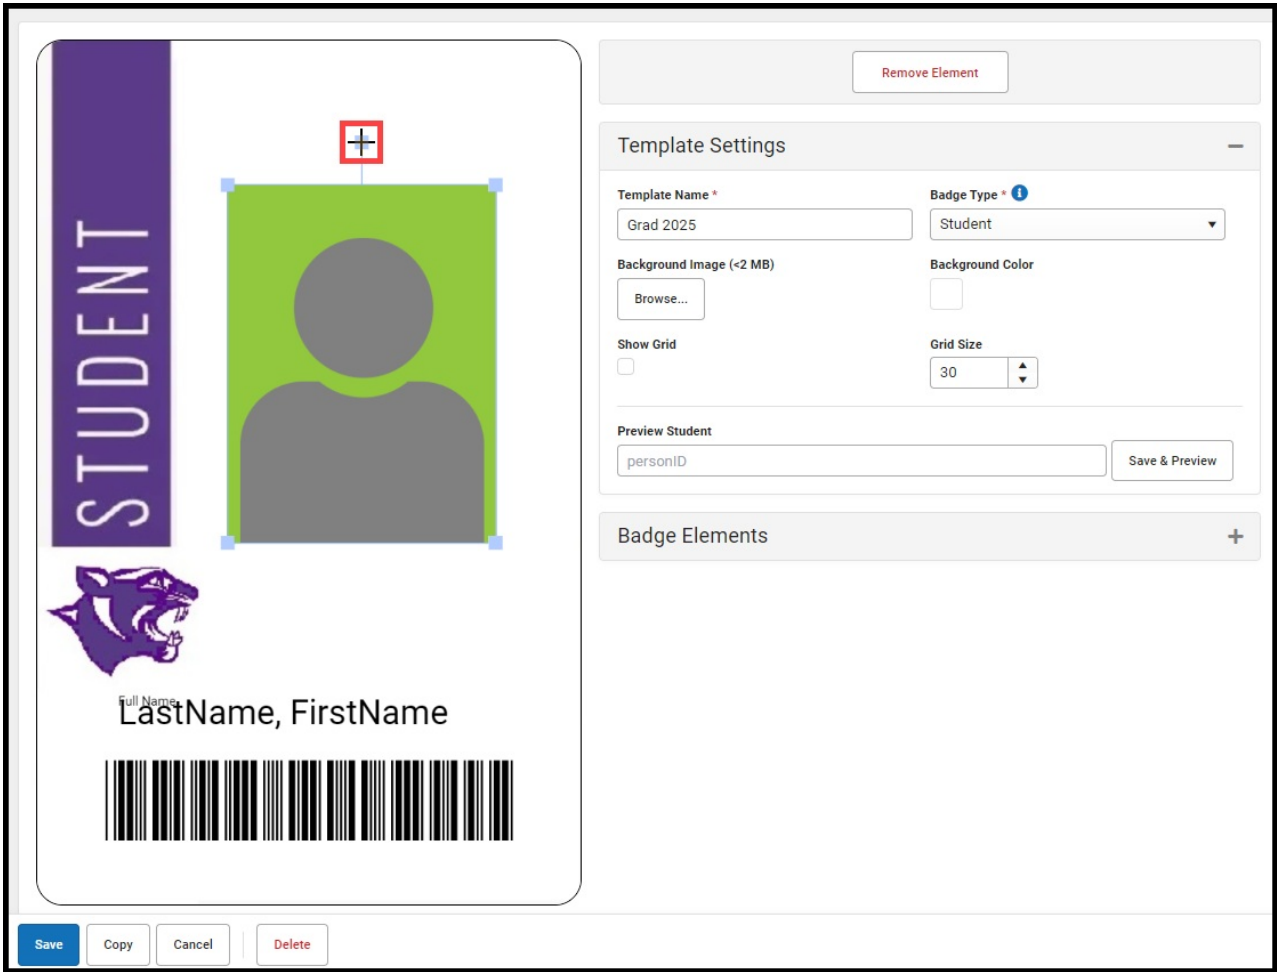 STUDENT
Full Name
LastName, FirstName
Remove Element
Template Settings
Template Name *
Badge Type *
Grad 2025
Student
Background Image (<2 MB)
Background Color
Browse...
Show Grid
Grid Size
30
Preview Student
personID
Save & Preview
Badge Elements
Save
Copy
Cancel
Delete